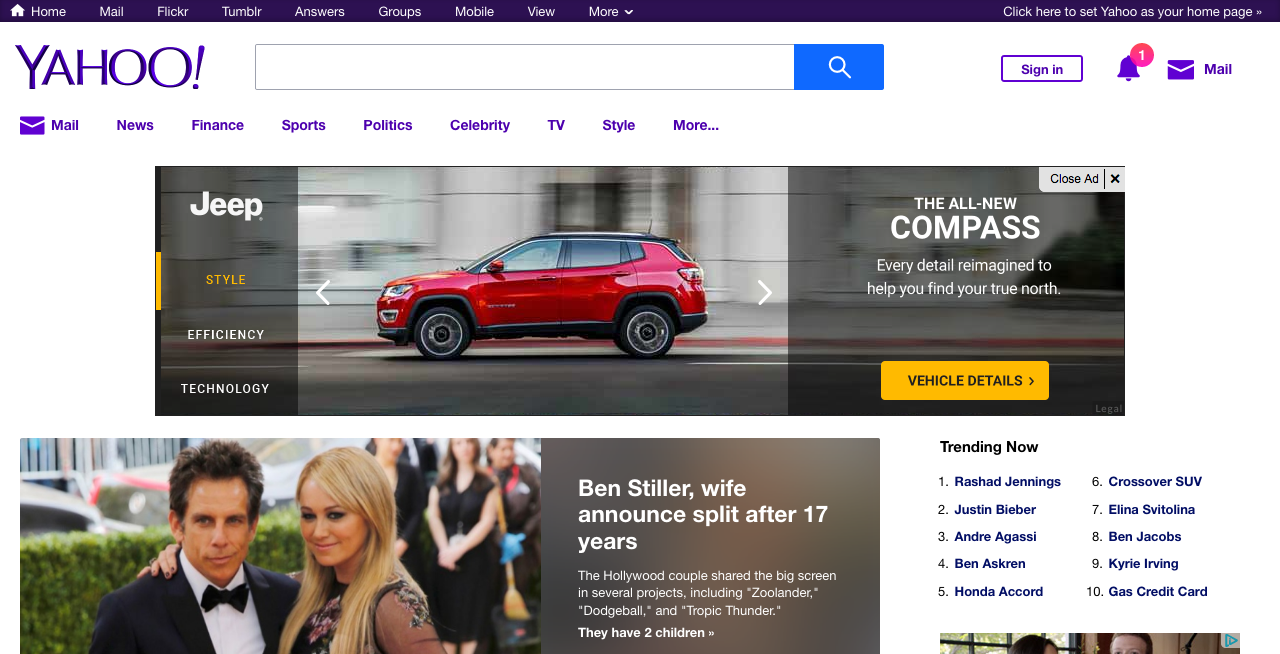 Home Mail Flickr Tumblr Answers Groups Mobile View More Click here to set Yahoo as your home page »
YAHOO!
Sign in
1
Mail
Mail News Finance Sports Politics Celebrity TV Style More...
Jeep
STYLE
EFFICIENCY
TECHNOLOGY
Close Ad ×
THE ALL-NEW
COMPASS
Every detail reimagined to
help you find your true north.
VEHICLE DETAILS ›
Legal
Ben Stiller, wife
announce split after 17
years
The Hollywood couple shared the big screen
in several projects, including "Zoolander,"
"Dodgeball," and "Tropic Thunder."
They have 2 children »
Trending Now
1. Rashad Jennings
2. Justin Bieber
3. Andre Agassi
4. Ben Askren
5. Honda Accord
6. Crossover SUV
7. Elina Svitolina
8. Ben Jacobs
9. Kyrie Irving
10. Gas Credit Card